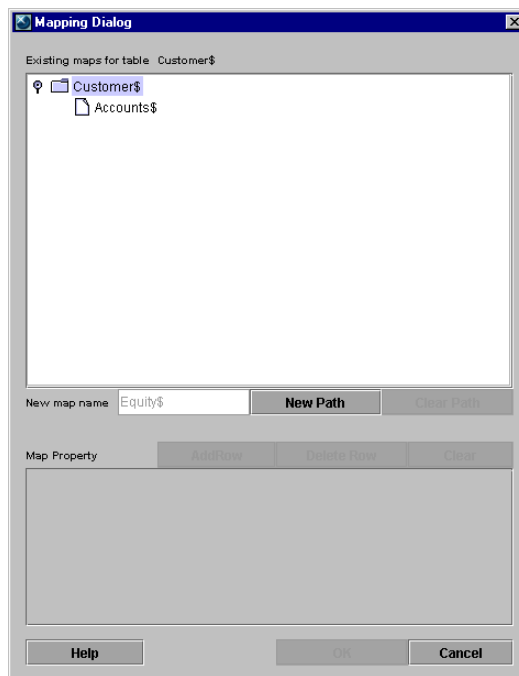 Mapping Dialog
Existing maps for table Customer$
Customer$
Accounts$
New map name Equity$ New Path Clear Path
Map Property AddRow Delete Row Clear
Help OK Cancel